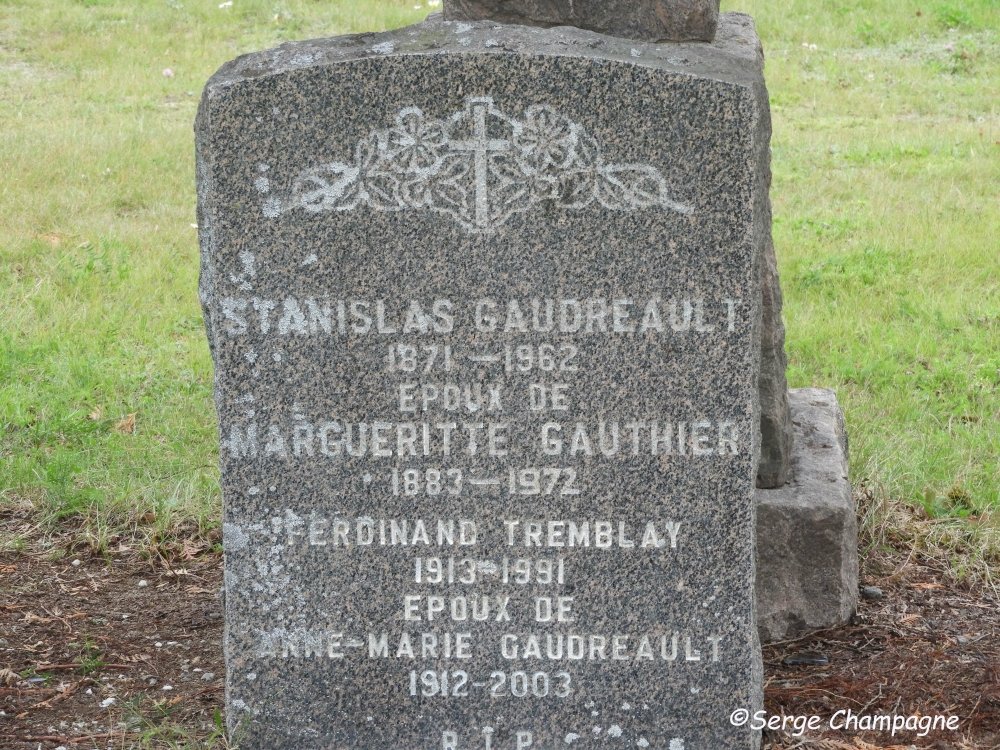 STANISLAS GAUDREAULT
1871 - 1962
EPOUX DE
MARGUERITTE GAUTHIER
1883 - 1972
FERDINAND TREMBLAY
1913-1991
EPOUX DE
ANNE-MARIE GAUDREAULT
1912-2003
R.I.P.
©Serge Champagne